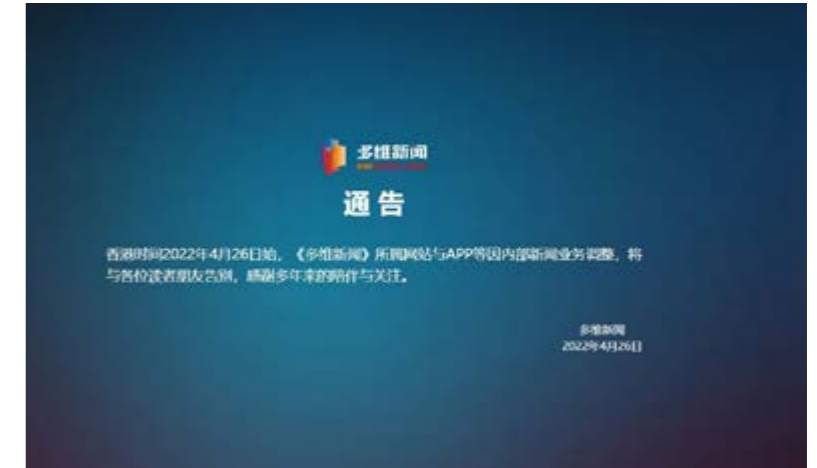 多维新闻
通告
香港时间2022年4月26日始，《多维新闻》所属网站与APP等因内部新闻业务调整，将
与各位读者朋友告别，感谢多年来的陪伴与关注。
多维新闻
2022年4月26日